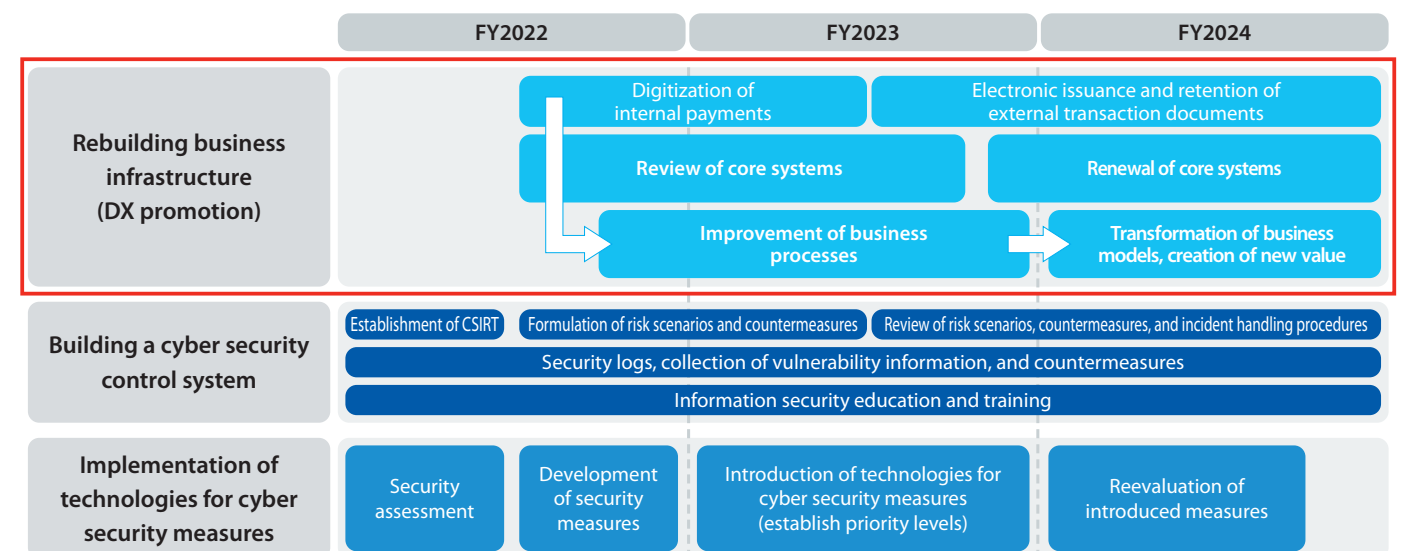 FY2022
FY2023
FY2024
Rebuilding business
infrastructure
(DX promotion)
Digitization of
internal payments
Electronic issuance and retention of
external transaction documents
Review of core systems
Renewal of core systems
Improvement of business
processes
Transformation of business
models, creation of new value
Building a cyber security
control system
Establishment of CSIRT
Formulation of risk scenarios and countermeasures
Review of risk scenarios, countermeasures, and incident handling procedures
Security logs, collection of vulnerability information, and countermeasures
Information security education and training
Implementation of
technologies for cyber
security measures
Security
assessment
Development
of security
measures
Introduction of technologies for
cyber security measures
(establish priority levels)
Reevaluation of
introduced measures